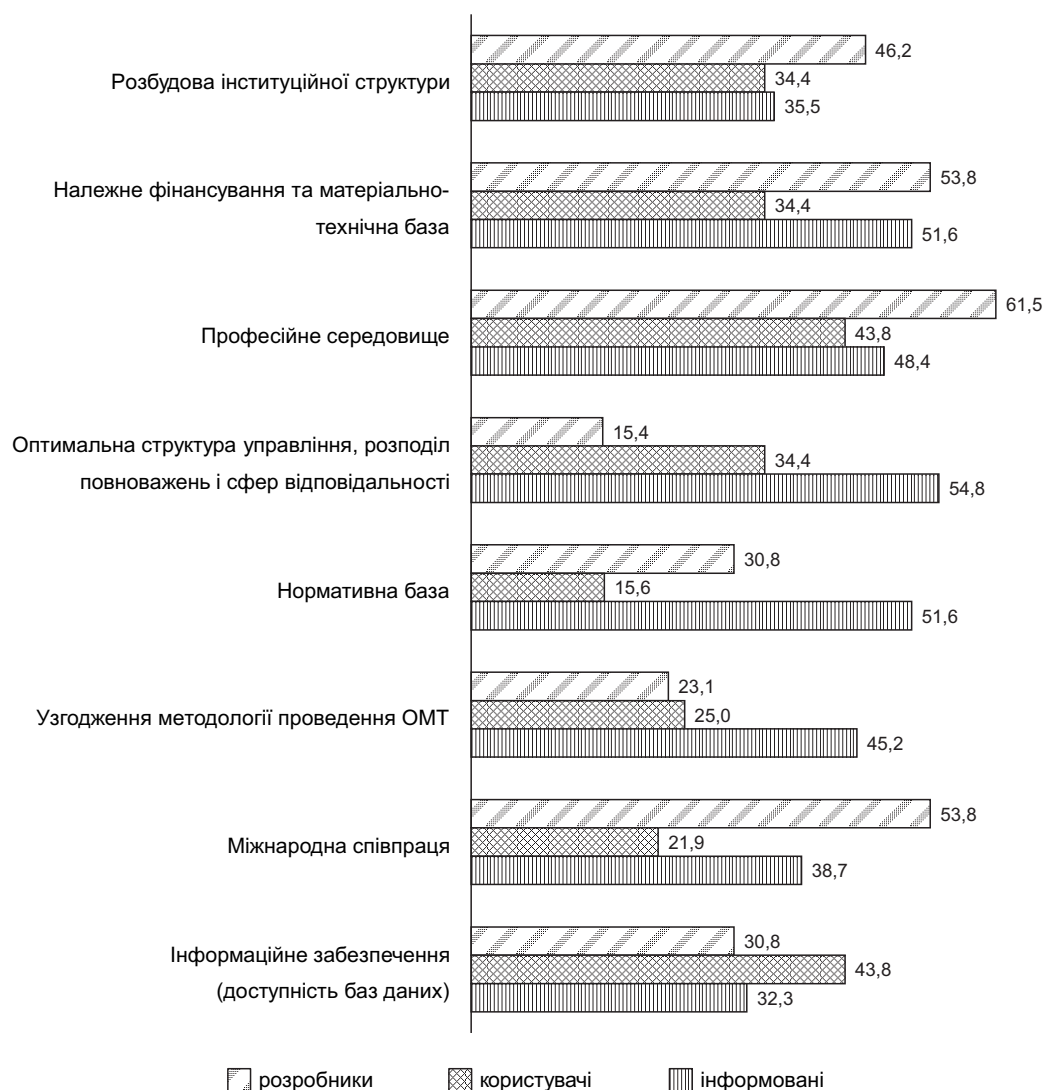 46,2
Розбудова інституційної структури
34,4
35,5
53,8
Належне фінансування та матеріально-
34,4
технічна база
51,6
61,5
Професійне середовище
43,8
48,4
15,4
Оптимальна структура управління, розподіл
34,4
повноважень і сфер відповідальності
54,8
30,8
Нормативна база
15,6
51,6
23,1
Узгодження методології проведення ОМТ
25,0
45,2
53,8
Міжнародна співпраця
21,9
38,7
30,8
Інформаційне забезпечення
43,8
(доступність баз даних)
32,3
розробники користувачі інформовані